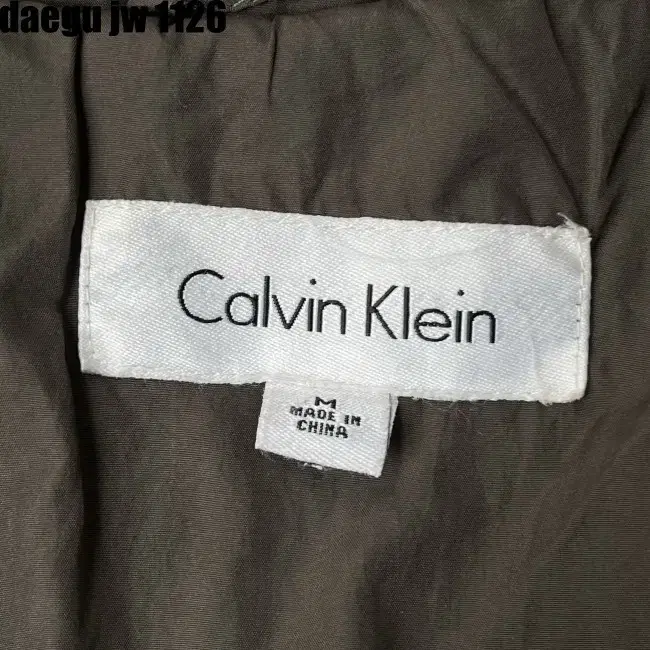 daegu jw 1126
Calvin Klein
M
MADE IN
CHINA